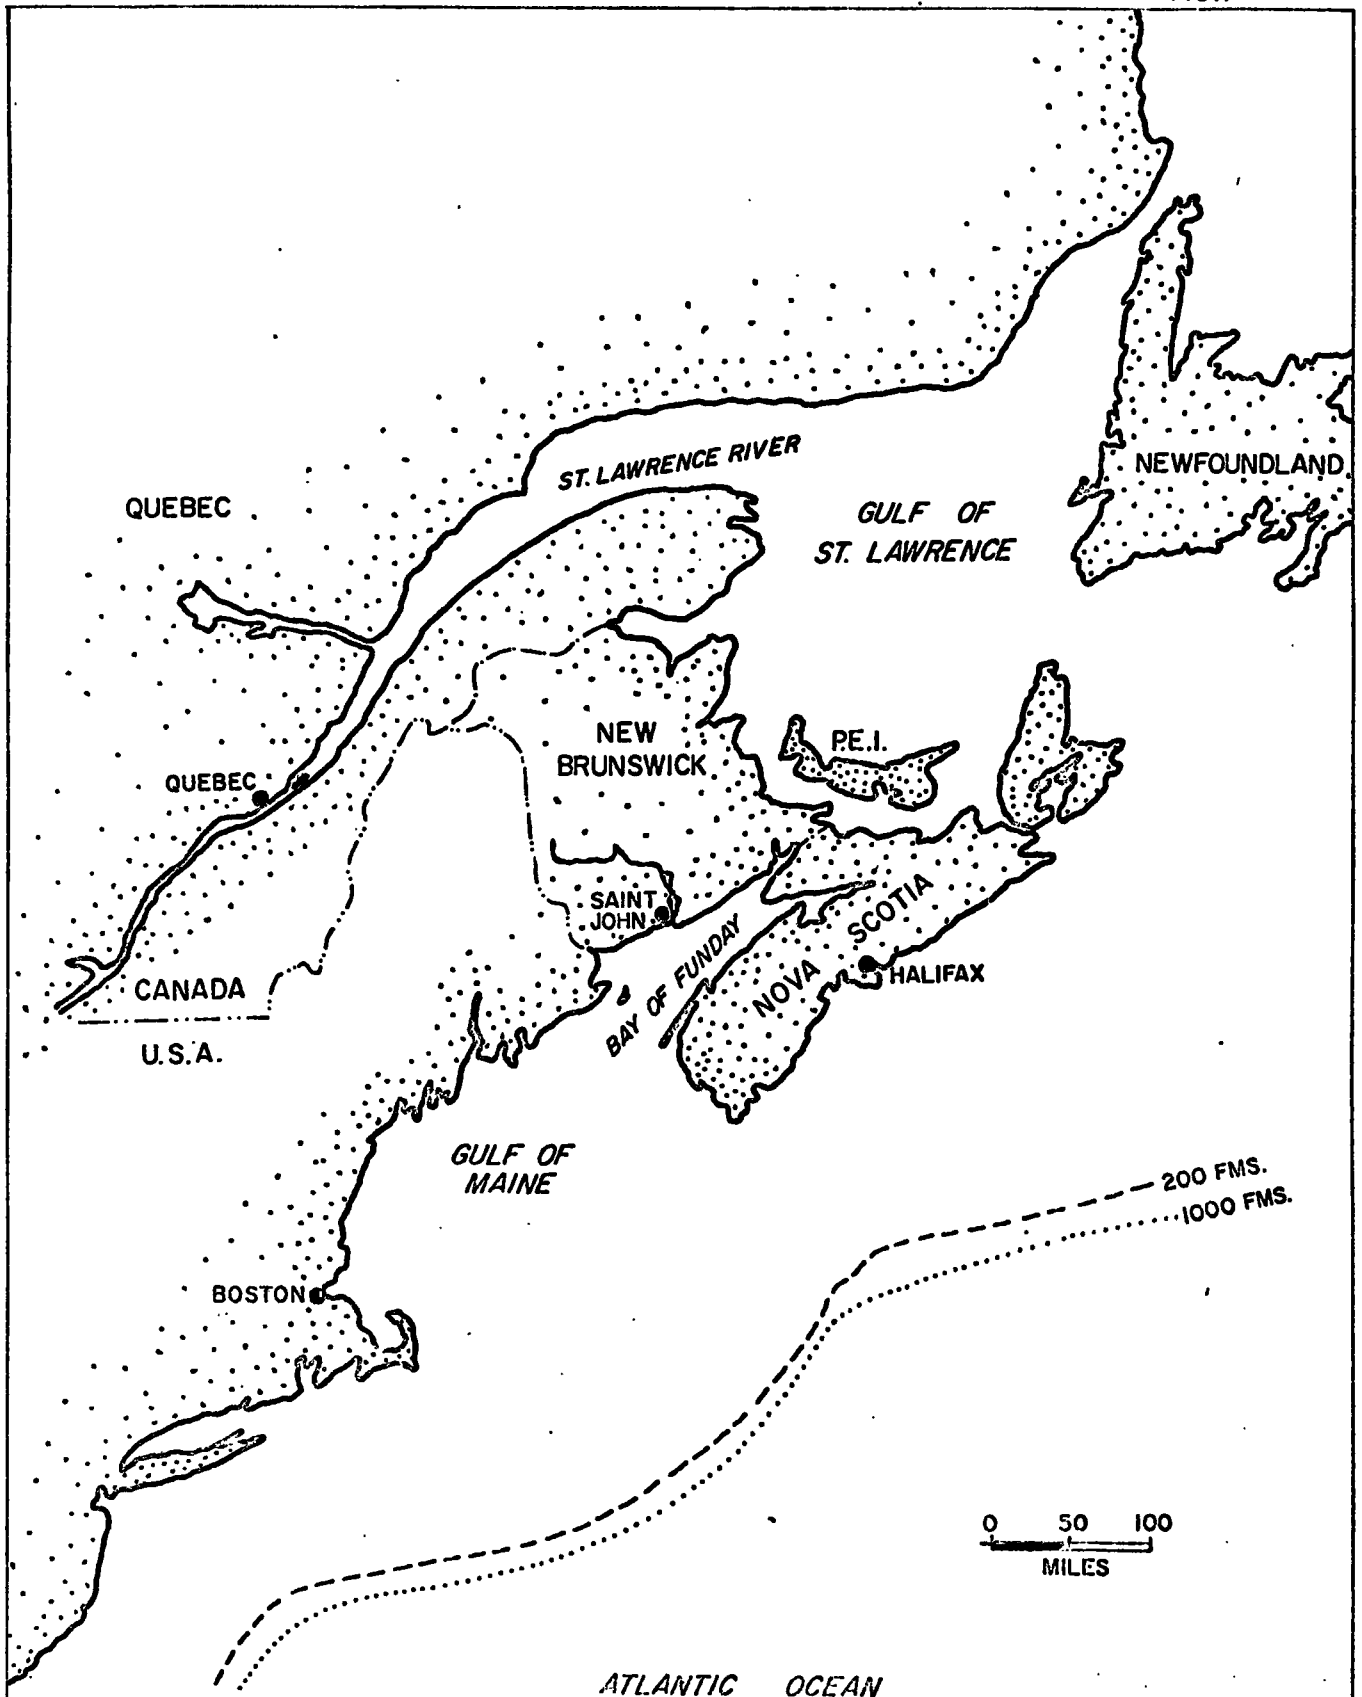 ST. LAWRENCE RIVER
NEWFOUNDLAND
QUEBEC
GULF OF
ST. LAWRENCE
NEW
BRUNSWICK
P.E.I.
QUEBEC
SAINT
JOHN
BAY OF FUNDAY
NOVA SCOTIA
HALIFAX
CANADA
U.S.A.
GULF OF
MAINE
200 FMS.
1000 FMS.
BOSTON
0 50 100
MILES
ATLANTIC OCEAN